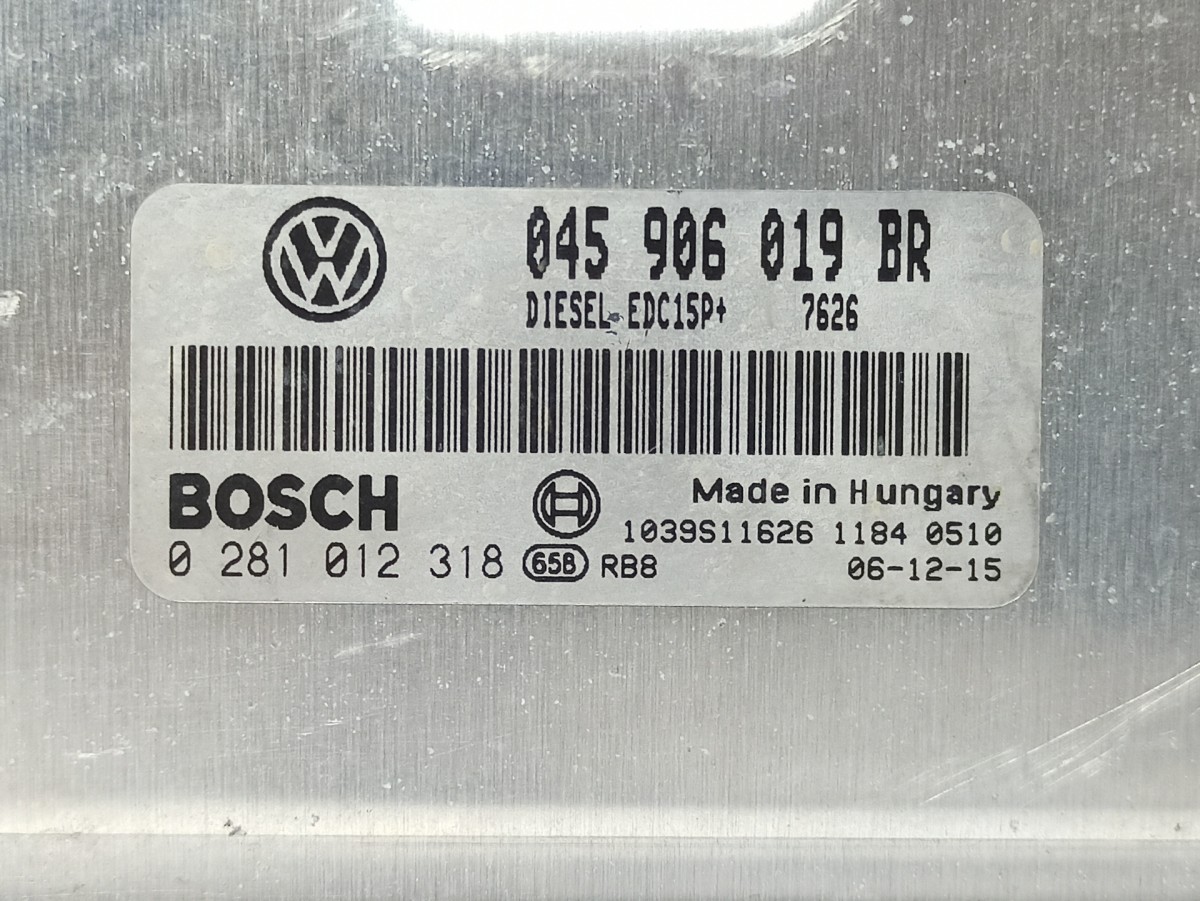 045 906 019 BR
DIESEL EDC15P+ 7626
BOSCH
Made in Hungary
1039S11626 1184 0510
0 281 012 318 65B RB8 06-12-15